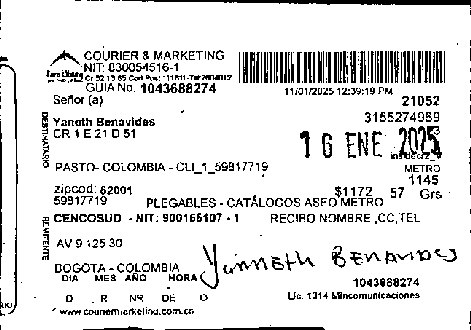 COURIER & MARKETING
NIT: 830054516-1
GUIA No. 1043688274
11/01/2025 12:39:19 PM
Señor (a)
21052
DESTINATARIO
Yaneth Benavides
3155274989
CR 1 E 21 D 51
16 ENE 2025
PASTO- COLOMBIA - CLI_1_59817719
METRO
1145
zipcod: 52001
$1172 57 Grs
59817719
PLEGABLES - CATÁLOGOS ASEO METRO
REMITENTE
CENCOSUD - NIT: 900155107 - 1
RECIBO NOMBRE ,CC,TEL
AV 9 125 30
Yanneth BENAVIDES
BOGOTA - COLOMBIA
DIA MES AÑO HORA
1043688274
D R NR DE O
Lic. 1314 Mincomunicaciones
www.couriermarketing.com.co